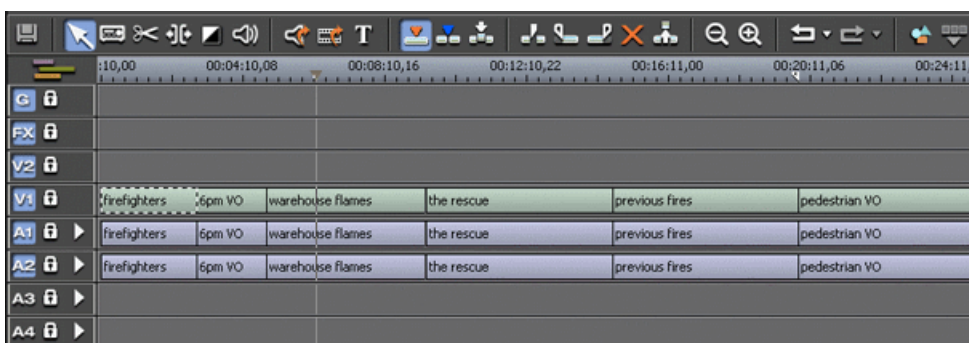 T
:10,00 00:04:10,08 00:08:10,16 00:12:10,22 00:16:11,00 00:20:11,06 00:24:11
G
FX
V2
V1 firefighters 6pm VO warehouse flames the rescue previous fires pedestrian VO
A1 firefighters 6pm VO warehouse flames the rescue previous fires pedestrian VO
A2 firefighters 6pm VO warehouse flames the rescue previous fires pedestrian VO
A3
A4